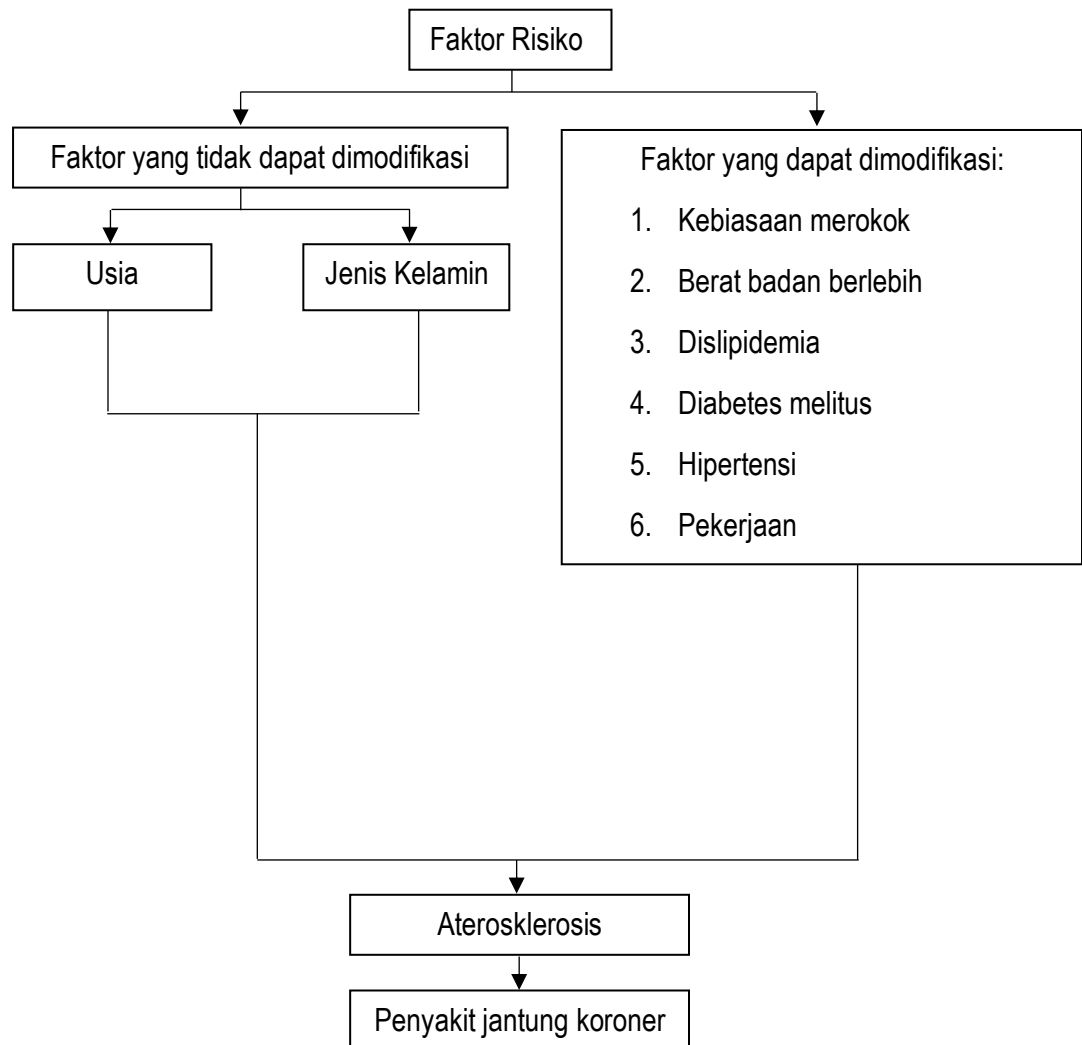 Faktor Risiko
Faktor yang tidak dapat dimodifikasi
Usia
Jenis Kelamin
Faktor yang dapat dimodifikasi:
1. Kebiasaan merokok
2. Berat badan berlebih
3. Dislipidemia
4. Diabetes melitus
5. Hipertensi
6. Pekerjaan
Aterosklerosis
Penyakit jantung koroner